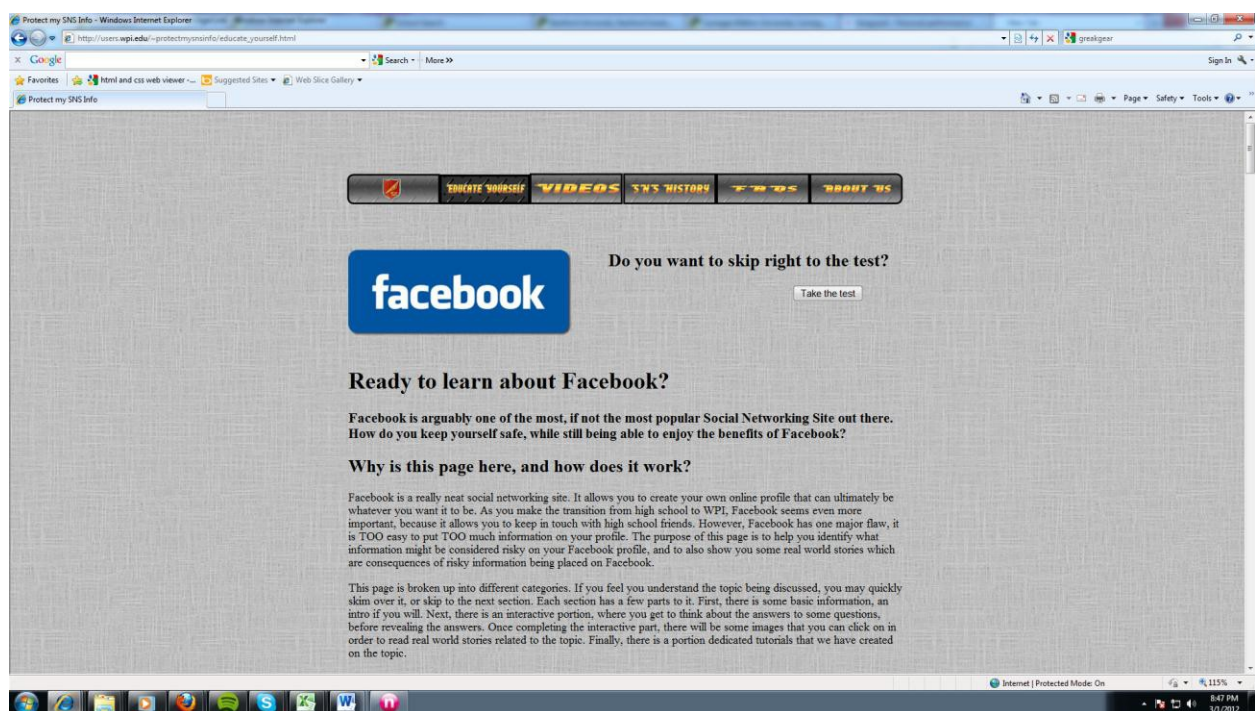 Protect my SNS Info - Windows Internet Explorer
http://users.wpi.edu/~protectmysnsinfo/educate_yourself.html
greakgear
x Google
Search
More >>
Sign In
Favorites
html and css web viewer -...
Suggested Sites
Web Slice Gallery
Protect my SNS Info
Page
Safety
Tools
EDUCATE YOURSELF
VIDEOS
SNS HISTORY
FAQS
ABOUT US
facebook
Do you want to skip right to the test?
Take the test
Ready to learn about Facebook?
Facebook is arguably one of the most, if not the most popular Social Networking Site out there.
How do you keep yourself safe, while still being able to enjoy the benefits of Facebook?
Why is this page here, and how does it work?
Facebook is a really neat social networking site. It allows you to create your own online profile that can ultimately be
whatever you want it to be. As you make the transition from high school to WPI, Facebook seems even more
important, because it allows you to keep in touch with high school friends. However, Facebook has one major flaw, it
is TOO easy to put TOO much information on your profile. The purpose of this page is to help you identify what
information might be considered risky on your Facebook profile, and to also show you some real world stories which
are consequences of risky information being placed on Facebook.
This page is broken up into different categories. If you feel you understand the topic being discussed, you may quickly
skim over it, or skip to the next section. Each section has a few parts to it. First, there is some basic information, an
intro if you will. Next, there is an interactive portion, where you get to think about the answers to some questions,
before revealing the answers. Once completing the interactive part, there will be some images that you can click on in
order to read real world stories related to the topic. Finally, there is a portion dedicated tutorials that we have created
on the topic.
Internet | Protected Mode: On
115%
8:47 PM
3/1/2012